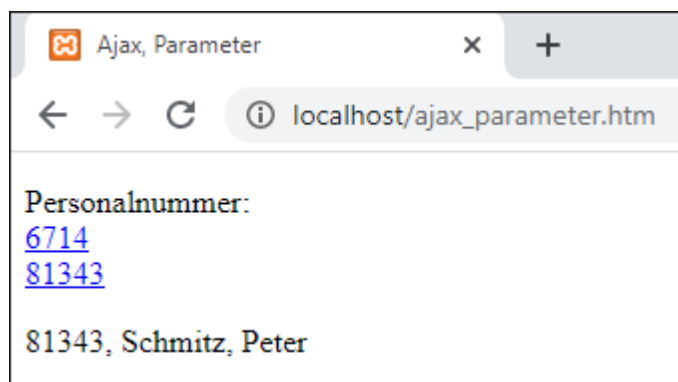 Ajax, Parameter
localhost/ajax_parameter.htm
Personalnummer:
6714
81343
81343, Schmitz, Peter